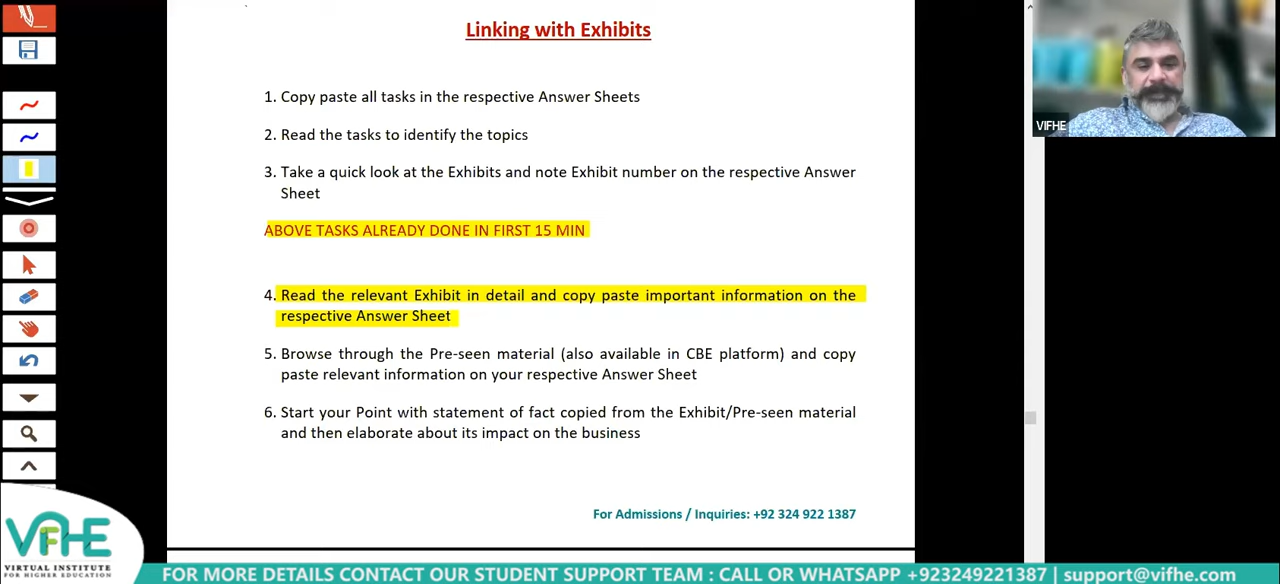 Linking with Exhibits
1. Copy paste all tasks in the respective Answer Sheets
2. Read the tasks to identify the topics
3. Take a quick look at the Exhibits and note Exhibit number on the respective Answer
Sheet
ABOVE TASKS ALREADY DONE IN FIRST 15 MIN
4. Read the relevant Exhibit in detail and copy paste important information on the
respective Answer Sheet
5. Browse through the Pre-seen material (also available in CBE platform) and copy
paste relevant information on your respective Answer Sheet
6. Start your Point with statement of fact copied from the Exhibit/Pre-seen material
and then elaborate about its impact on the business
For Admissions / Inquiries: +92 324 922 1387
VIFHE
VIFHE
VIRTUAL INSTITUTE
FOR HIGHER EDUCATION
FOR MORE DETAILS CONTACT OUR STUDENT SUPPORT TEAM : CALL OR WHATSAPP +923249221387 | support@vifhe.com